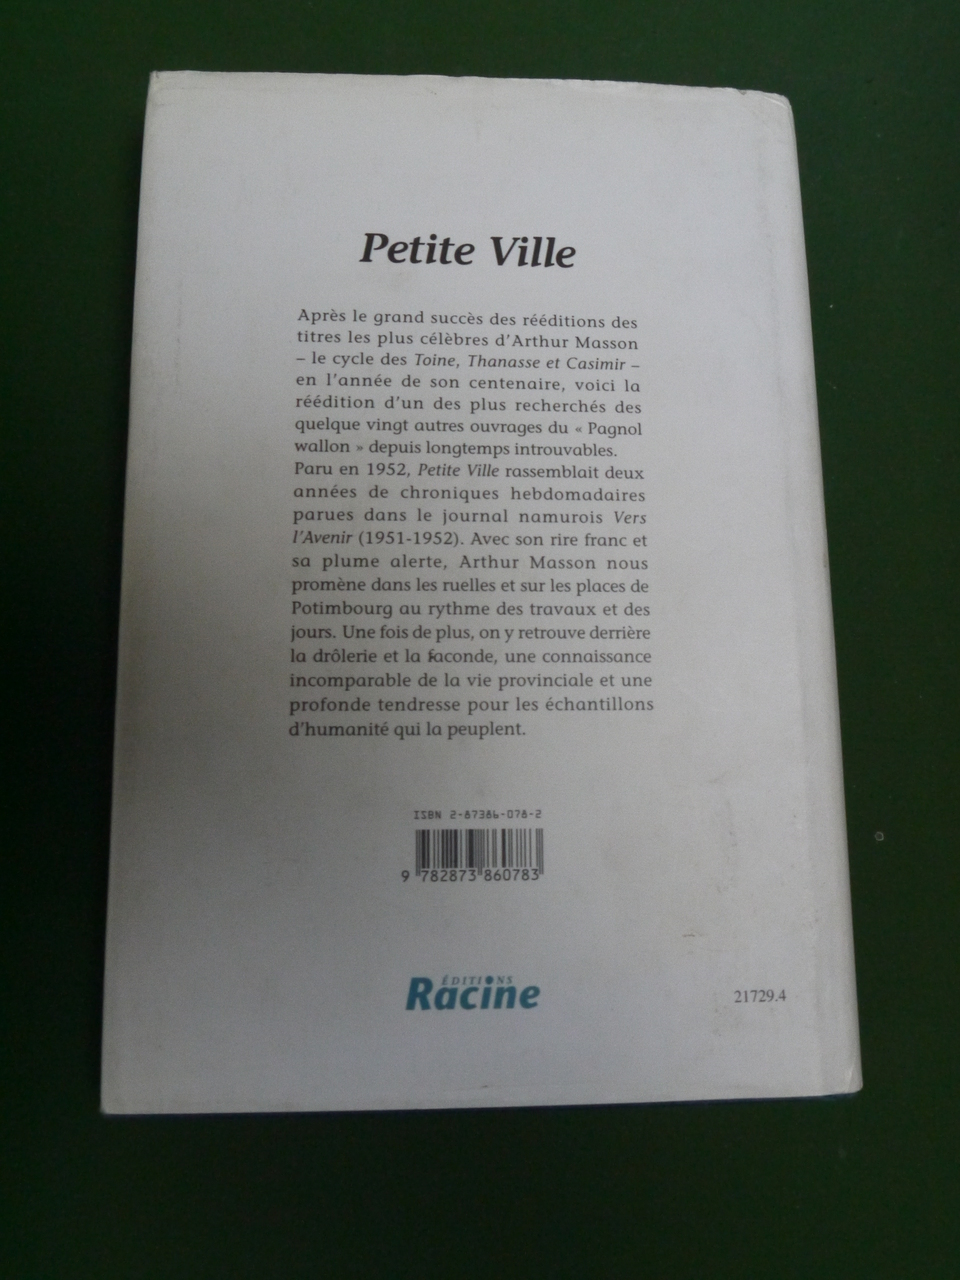 Petite Ville
Après le grand succès des rééditions des
titres les plus célèbres d'Arthur Masson
– le cycle des Toine, Thanasse et Casimir –
en l'année de son centenaire, voici la
réédition d'un des plus recherchés des
quelque vingt autres ouvrages du « Pagnol
wallon » depuis longtemps introuvables.
Paru en 1952, Petite Ville rassemblait deux
années de chroniques hebdomadaires
parues dans le journal namurois Vers
l'Avenir (1951-1952). Avec son rire franc et
sa plume alerte, Arthur Masson nous
promène dans les ruelles et sur les places de
Potimbourg au rythme des travaux et des
jours. Une fois de plus, on y retrouve derrière
la drôlerie et la faconde, une connaissance
incomparable de la vie provinciale et une
profonde tendresse pour les échantillons
d'humanité qui la peuplent.
ISBN 2-87386-078-2
9 782873 860783
ÉDITIONS
Racine
21729.4